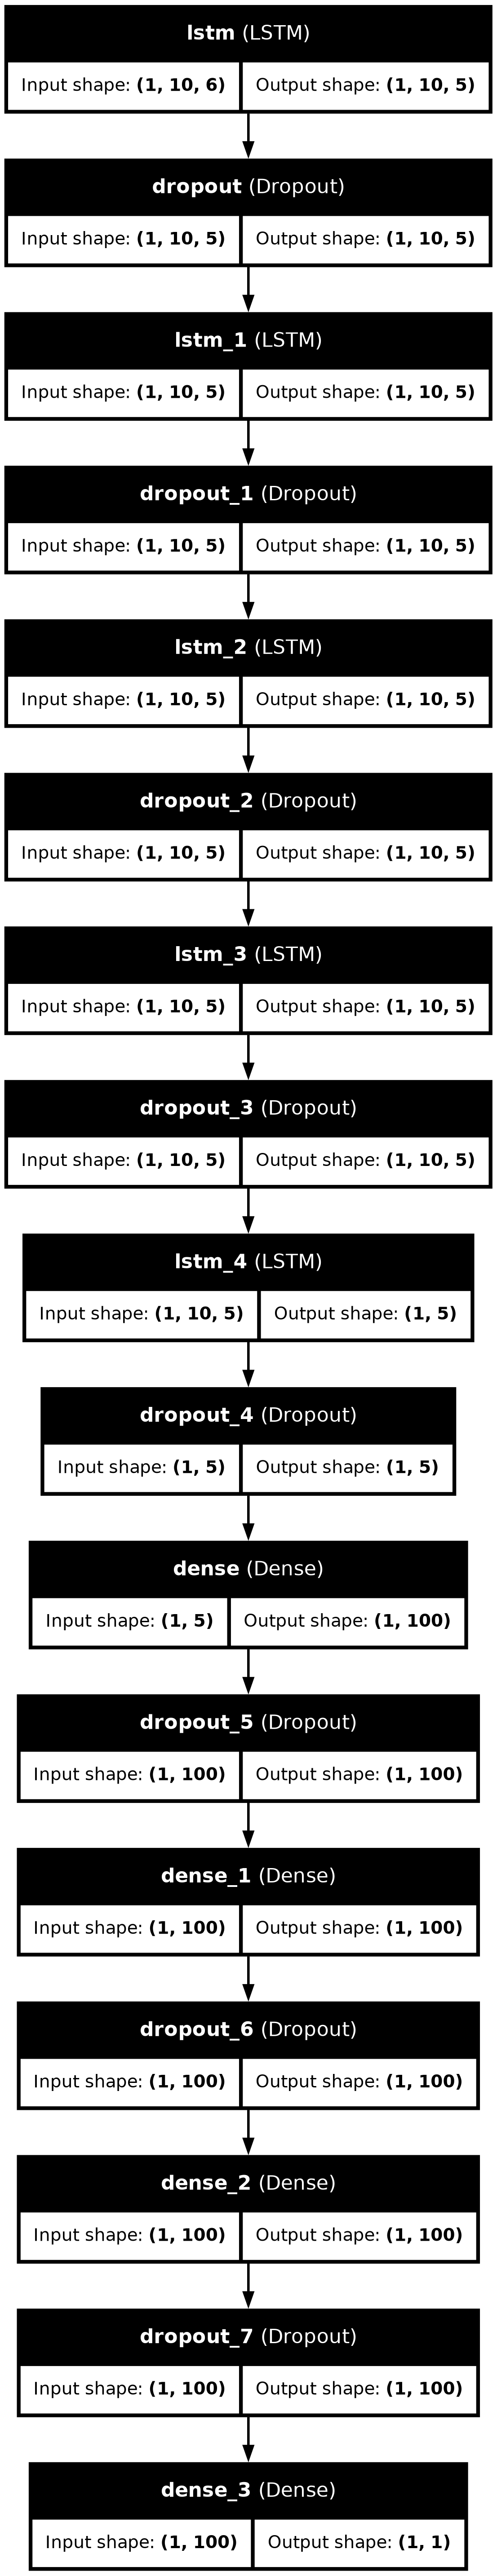 lstm (LSTM)
Input shape: (1, 10, 6) Output shape: (1, 10, 5)
dropout (Dropout)
Input shape: (1, 10, 5) Output shape: (1, 10, 5)
lstm_1 (LSTM)
Input shape: (1, 10, 5) Output shape: (1, 10, 5)
dropout_1 (Dropout)
Input shape: (1, 10, 5) Output shape: (1, 10, 5)
lstm_2 (LSTM)
Input shape: (1, 10, 5) Output shape: (1, 10, 5)
dropout_2 (Dropout)
Input shape: (1, 10, 5) Output shape: (1, 10, 5)
lstm_3 (LSTM)
Input shape: (1, 10, 5) Output shape: (1, 10, 5)
dropout_3 (Dropout)
Input shape: (1, 10, 5) Output shape: (1, 10, 5)
lstm_4 (LSTM)
Input shape: (1, 10, 5) Output shape: (1, 5)
dropout_4 (Dropout)
Input shape: (1, 5) Output shape: (1, 5)
dense (Dense)
Input shape: (1, 5) Output shape: (1, 100)
dropout_5 (Dropout)
Input shape: (1, 100) Output shape: (1, 100)
dense_1 (Dense)
Input shape: (1, 100) Output shape: (1, 100)
dropout_6 (Dropout)
Input shape: (1, 100) Output shape: (1, 100)
dense_2 (Dense)
Input shape: (1, 100) Output shape: (1, 100)
dropout_7 (Dropout)
Input shape: (1, 100) Output shape: (1, 100)
dense_3 (Dense)
Input shape: (1, 100) Output shape: (1, 1)